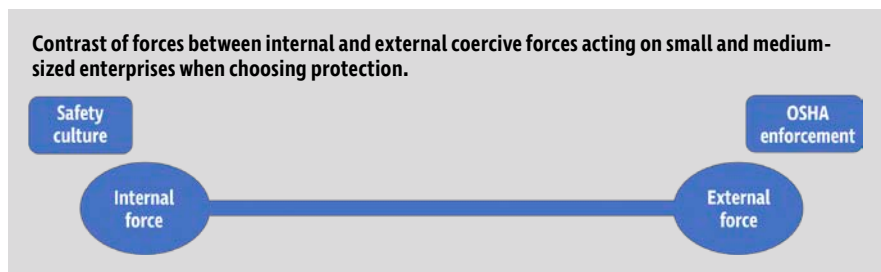 Contrast of forces between internal and external coercive forces acting on small and medium-
sized enterprises when choosing protection.
Safety
culture
OSHA
enforcement
Internal
force
External
force